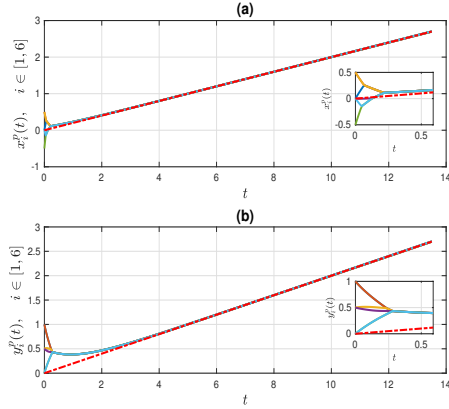 (a)
x_i^p(t), i ∈ [1, 6]
3
2
1
0
-1
0 2 4 6 8 10 12 14
t
x_i^p(t)
0.5
0
-0.5
0 0.5
t
(b)
y_i^p(t), i ∈ [1, 6]
3
2.5
2
1.5
1
0.5
0
0 2 4 6 8 10 12 14
t
y_i^p(t)
1
0.5
0
0 0.5
t